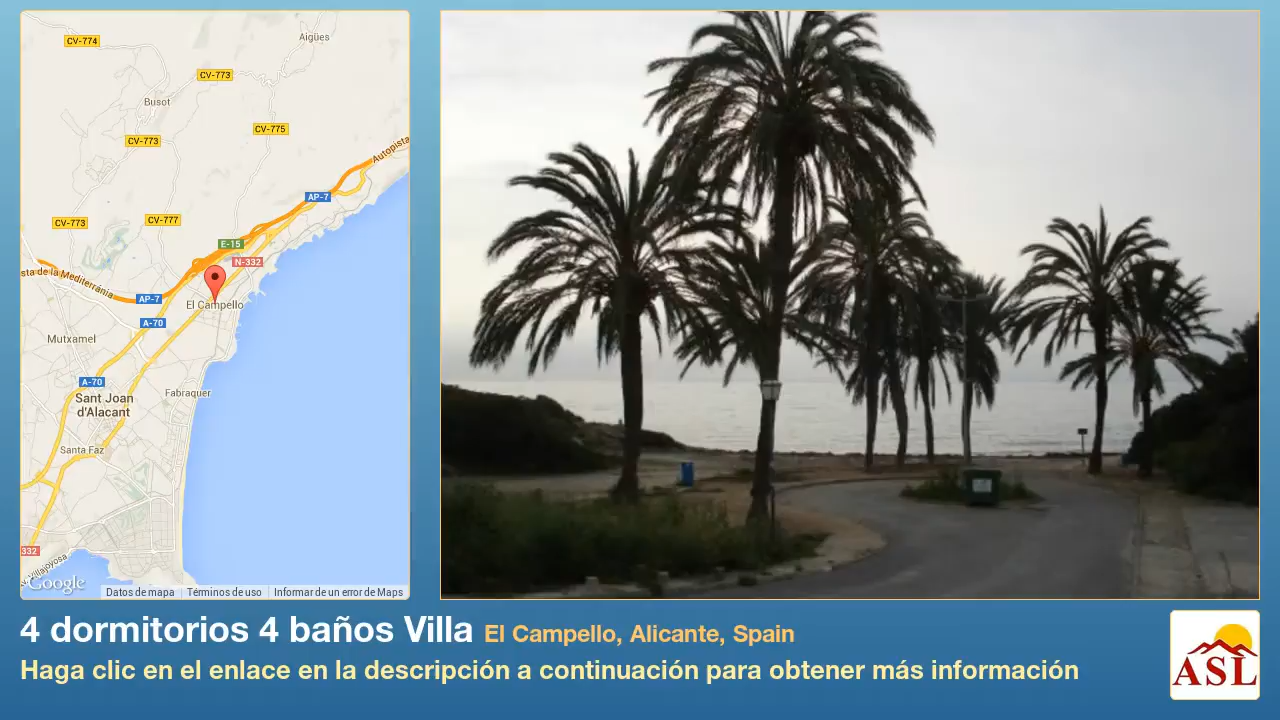 CV-774
Aigües
CV-773
Busot
CV-775
CV-773
Autopista
AP-7
CV-773
CV-777
E-15
N-332
sta de la Mediterrània
AP-7
El Campello
A-70
Mutxamel
A-70
Fabraquer
Sant Joan
d'Alacant
Santa Faz
332
Villajoyosa
Google
Datos de mapa
Términos de uso
Informar de un error de Maps
4 dormitorios 4 baños Villa El Campello, Alicante, Spain
Haga clic en el enlace en la descripción a continuación para obtener más información
ASL